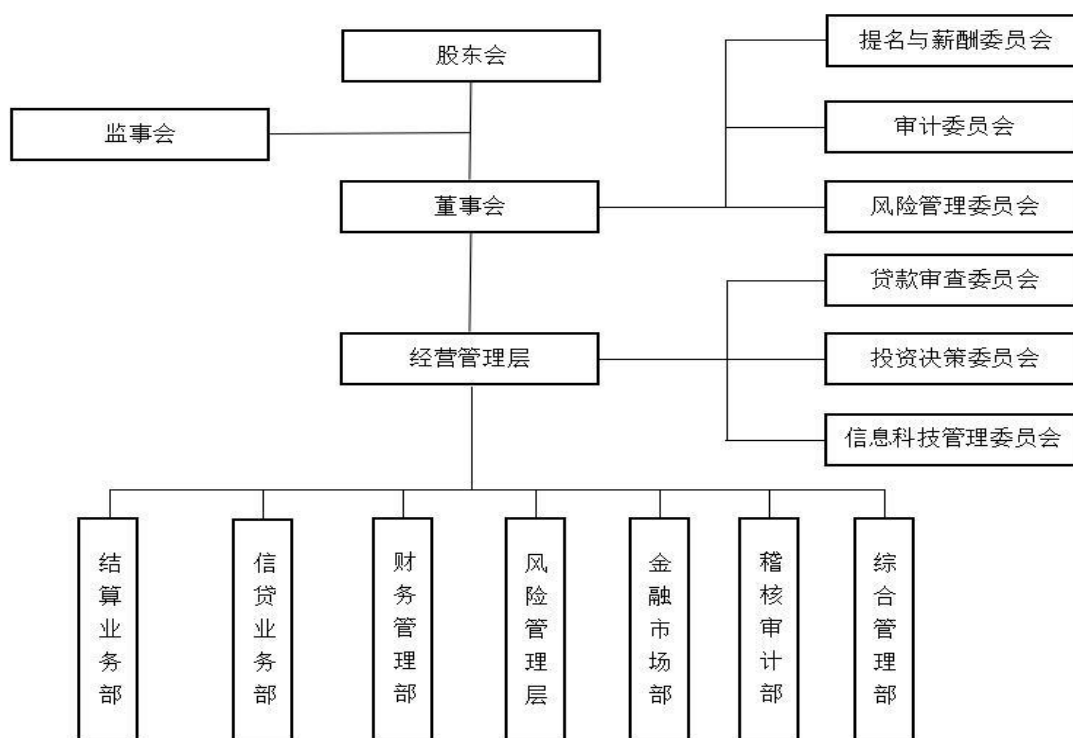 股东会
提名与薪酬委员会
监事会
审计委员会
董事会
风险管理委员会
贷款审查委员会
经营管理层
投资决策委员会
信息科技管理委员会
结算业务部
信贷业务部
财务管理部
风险管理层
金融市场部
稽核审计部
综合管理部